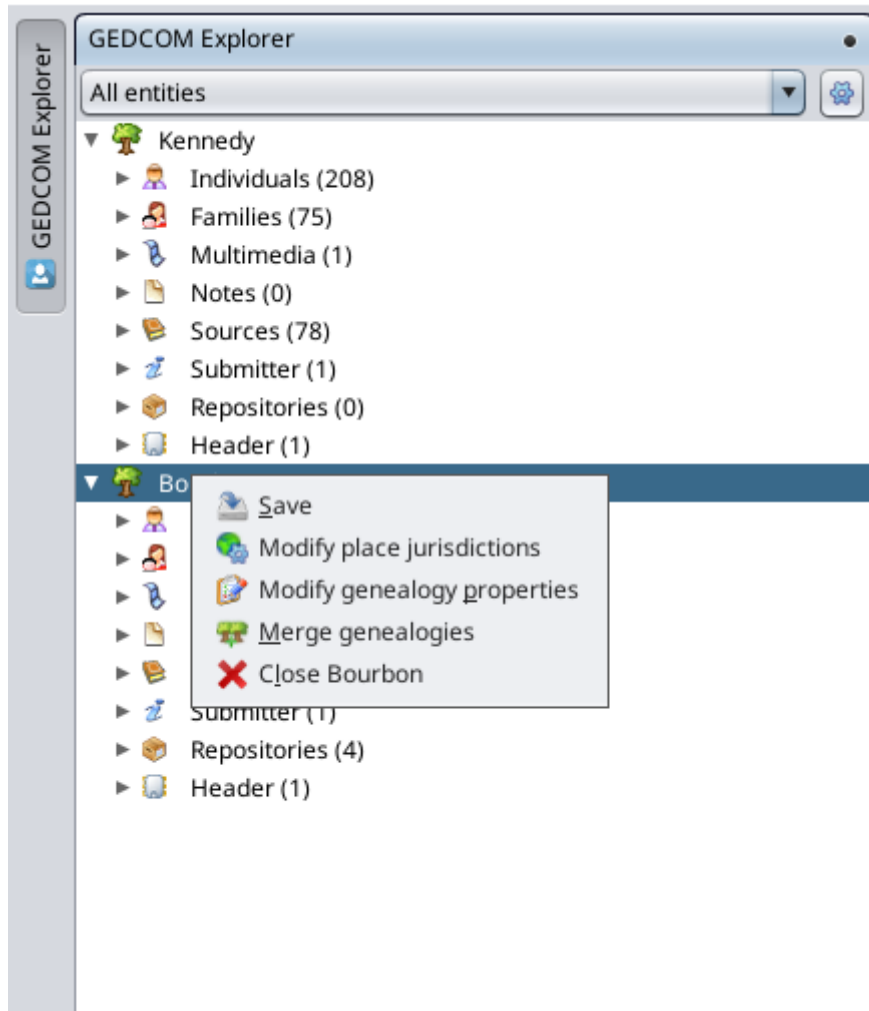 GEDCOM Explorer
GEDCOM Explorer
All entities
Kennedy
Individuals (208)
Families (75)
Multimedia (1)
Notes (0)
Sources (78)
Submitter (1)
Repositories (0)
Header (1)
Bo
Save
Modify place jurisdictions
Modify genealogy properties
Merge genealogies
Close Bourbon
Submitter (1)
Repositories (4)
Header (1)